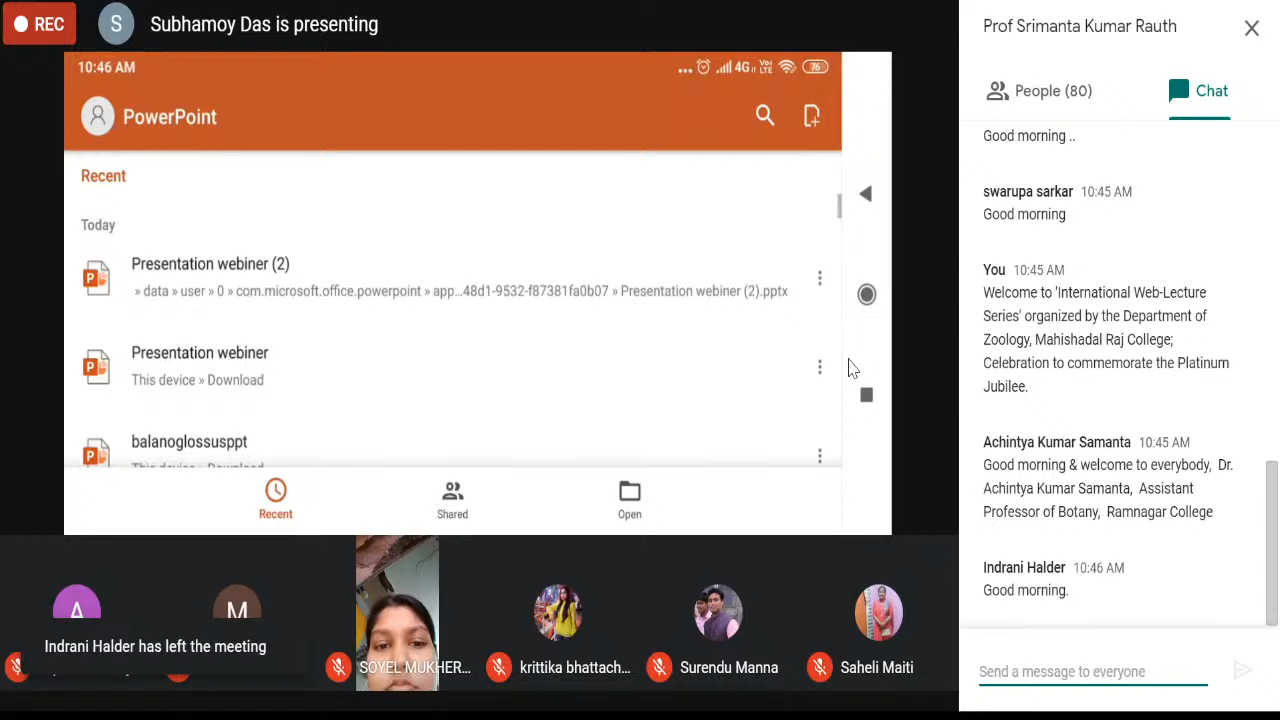 REC
S
Subhamoy Das is presenting
10:46 AM
4G
Vo
LTE
76
PowerPoint
Recent
Today
Presentation webiner (2)
» data » user » 0 » com.microsoft.office.powerpoint » app...48d1-9532-f87381fa0b07 » Presentation webiner (2).pptx
Presentation webiner
This device » Download
balanoglossusppt
This device » Download
Recent
Shared
Open
A
M
Indrani Halder has left the meeting
SOYEL MUKHER...
krittika bhattach...
Surendu Manna
Saheli Maiti
Prof Srimanta Kumar Rauth
People (80)
Chat
Good morning ..
swarupa sarkar 10:45 AM
Good morning
You 10:45 AM
Welcome to 'International Web-Lecture
Series' organized by the Department of
Zoology, Mahishadal Raj College;
Celebration to commemorate the Platinum
Jubilee.
Achintya Kumar Samanta 10:45 AM
Good morning & welcome to everybody, Dr.
Achintya Kumar Samanta, Assistant
Professor of Botany, Ramnagar College
Indrani Halder 10:46 AM
Good morning.
Send a message to everyone